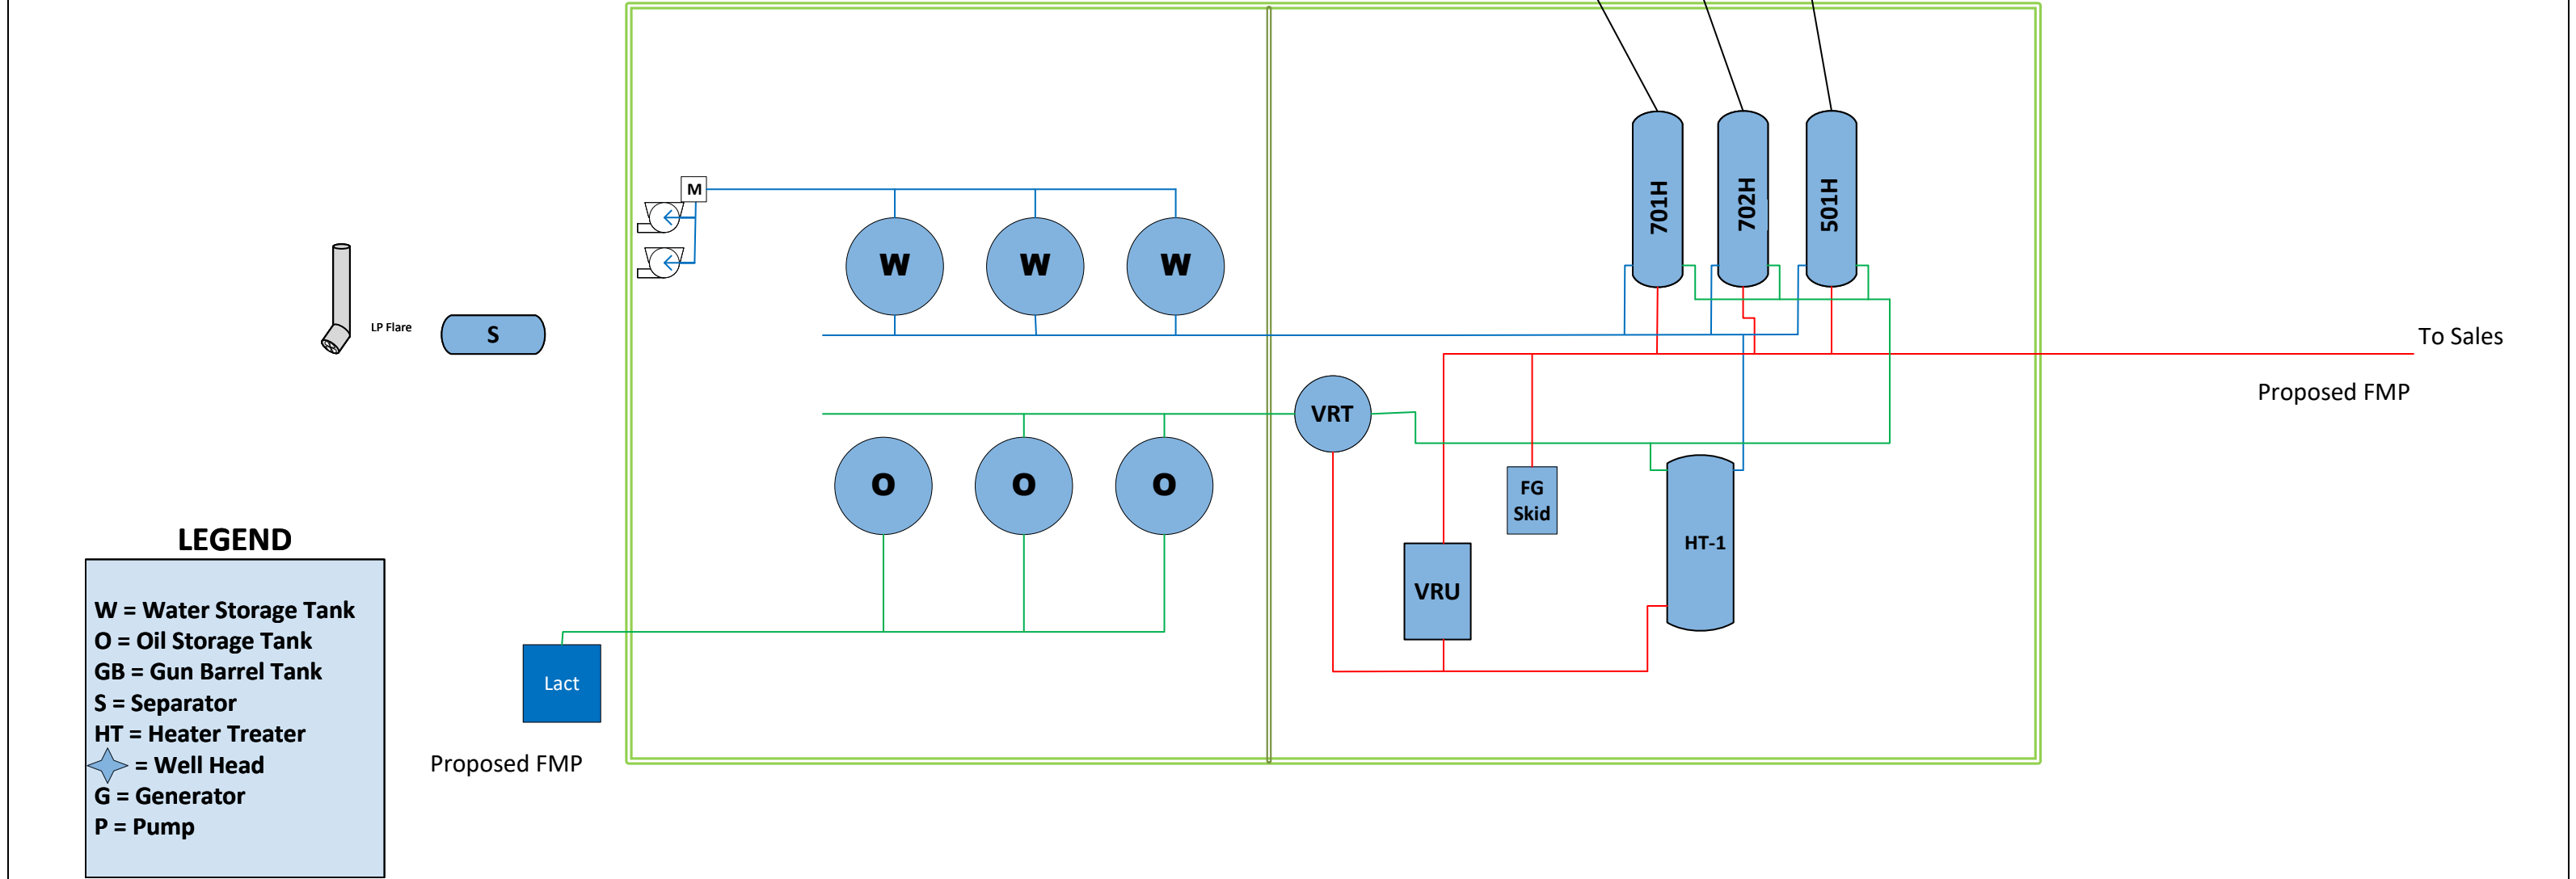 701H
702H
501H
M
W
W
W
LP Flare
S
To Sales
Proposed FMP
VRT
O
O
O
FG
Skid
HT-1
VRU
Lact
Proposed FMP
LEGEND
W = Water Storage Tank
O = Oil Storage Tank
GB = Gun Barrel Tank
S = Separator
HT = Heater Treater
= Well Head
G = Generator
P = Pump